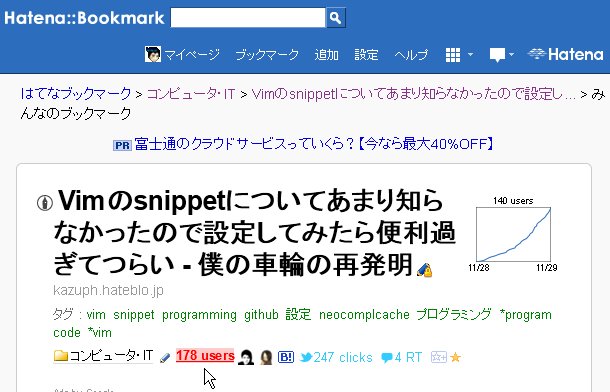 Hatena::Bookmark
マイページ ブックマーク 追加 設定 ヘルプ Hatena
はてなブックマーク > コンピュータ・IT > Vimのsnippetについてあまり知らなかったので設定し... > み
んなのブックマーク
PR 富士通のクラウドサービスっていくら？【今なら最大40%OFF】
Vimのsnippetについてあまり知ら
なかったので設定してみたら便利過
ぎてつらい - 僕の車輪の再発明
140 users
11/28 11/29
kazuph.hateblo.jp
タグ : vim snippet programming github 設定 neocomplcache プログラミング *program
code *vim
コンピュータ・IT 178 users B! 247 clicks 4 RT
Ads by Google